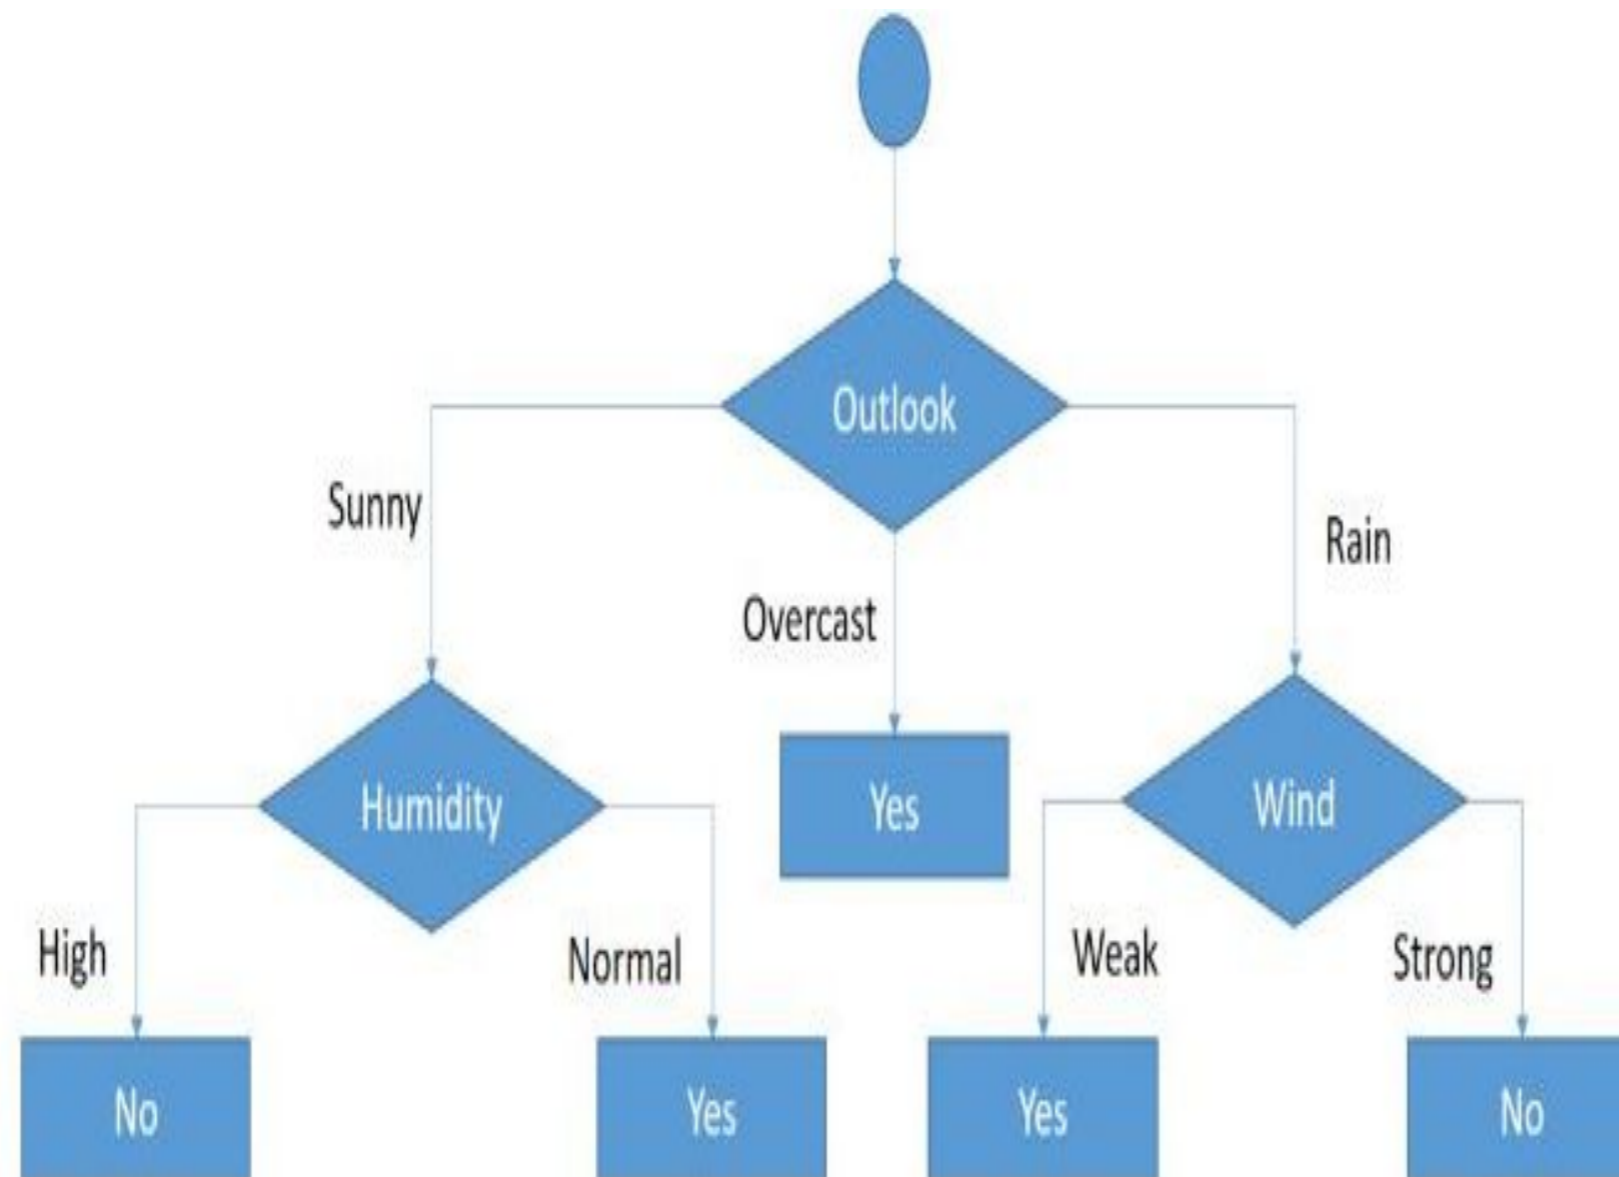 Outlook
Sunny
Rain
Overcast
Humidity
Yes
Wind
High
Normal
Weak
Strong
No
Yes
Yes
No